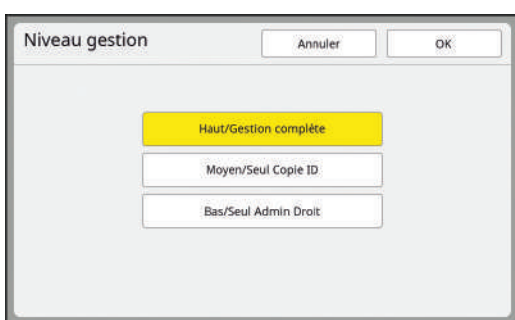 Niveau gestion
Annuler
OK
Haut/Gestion complète
Moyen/Seul Copie ID
Bas/Seul Admin Droit